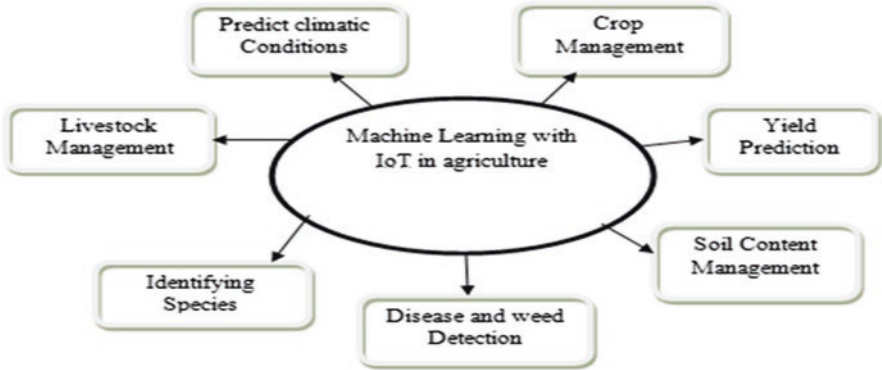 Predict climatic
Conditions
Crop
Management
Livestock
Management
Machine Learning with
IoT in agriculture
Yield
Prediction
Soil Content
Management
Identifying
Species
Disease and weed
Detection